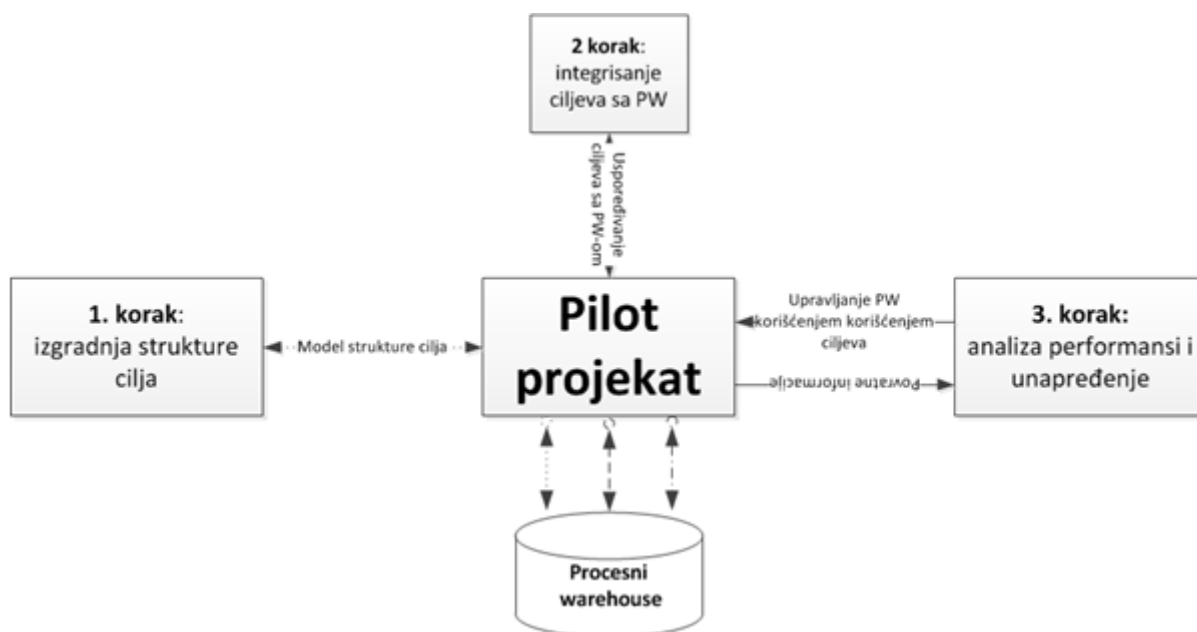 2 korak:
integrisanje
ciljeva sa PW
Uspoređivanje
ciljeva sa PW-om
1. korak:
izgradnja strukture
cilja
Model strukture cilja
Pilot
projekat
Upravljanje PW
korišćenjem korišćenjem
ciljeva
Povratne informacije
3. korak:
analiza performansi i
unapređenje
Procesni
warehouse